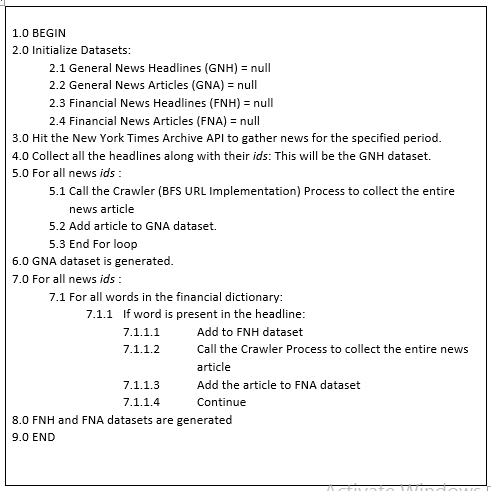 1.0 BEGIN
2.0 Initialize Datasets:
2.1 General News Headlines (GNH) = null
2.2 General News Articles (GNA) = null
2.3 Financial News Headlines (FNH) = null
2.4 Financial News Articles (FNA) = null
3.0 Hit the New York Times Archive API to gather news for the specified period.
4.0 Collect all the headlines along with their ids: This will be the GNH dataset.
5.0 For all news ids :
5.1 Call the Crawler (BFS URL Implementation) Process to collect the entire
news article
5.2 Add article to GNA dataset.
5.3 End For loop
6.0 GNA dataset is generated.
7.0 For all news ids :
7.1 For all words in the financial dictionary:
7.1.1 If word is present in the headline:
7.1.1.1 Add to FNH dataset
7.1.1.2 Call the Crawler Process to collect the entire news
article
7.1.1.3 Add the article to FNA dataset
7.1.1.4 Continue
8.0 FNH and FNA datasets are generated
9.0 END
Activate Windows